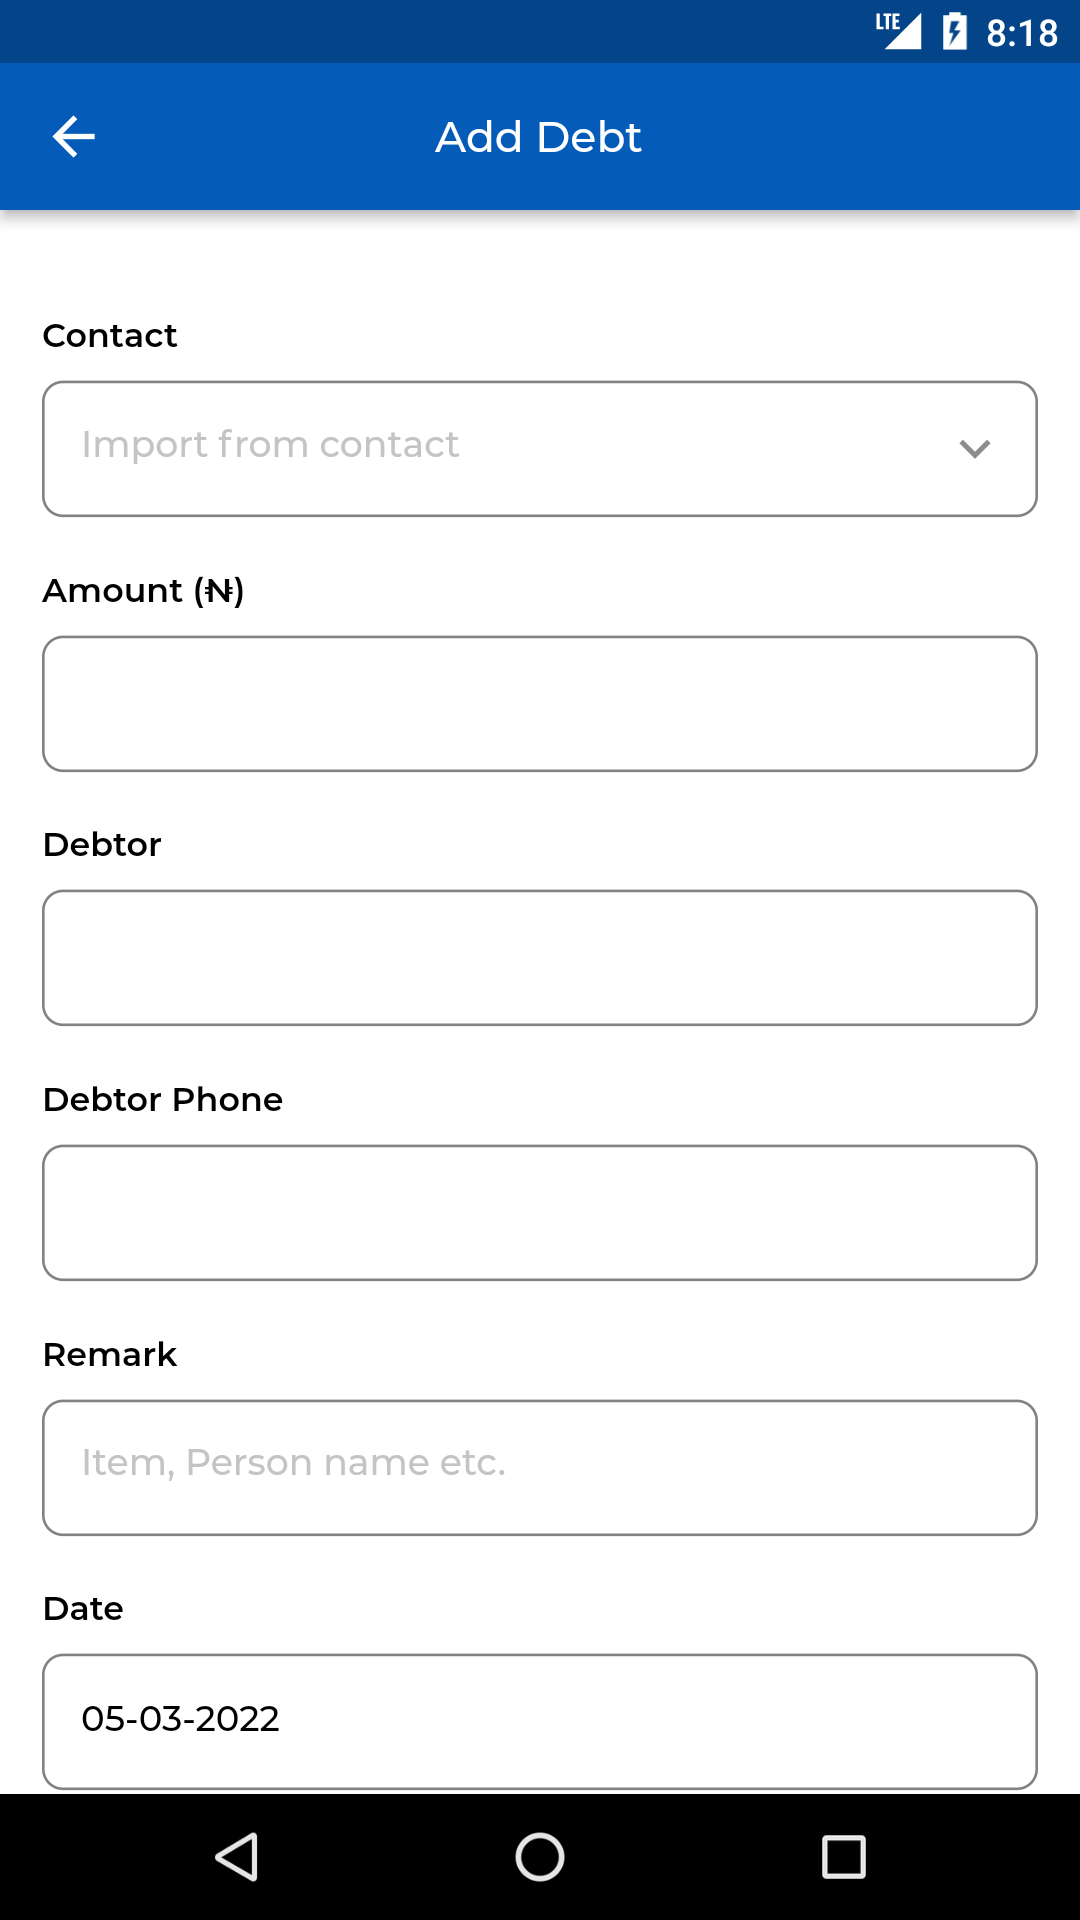 LTE 8:18
Add Debt
Contact
Import from contact
Amount (₦)
Debtor
Debtor Phone
Remark
Item, Person name etc.
Date
05-03-2022